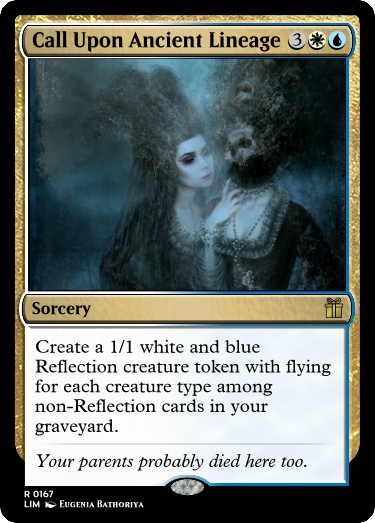 Call Upon Ancient Lineage 3
Sorcery
Create a 1/1 white and blue
Reflection creature token with flying
for each creature type among
non-Reflection cards in your
graveyard.
Your parents probably died here too.
R 0167
LIM Eugenia Bathoriya